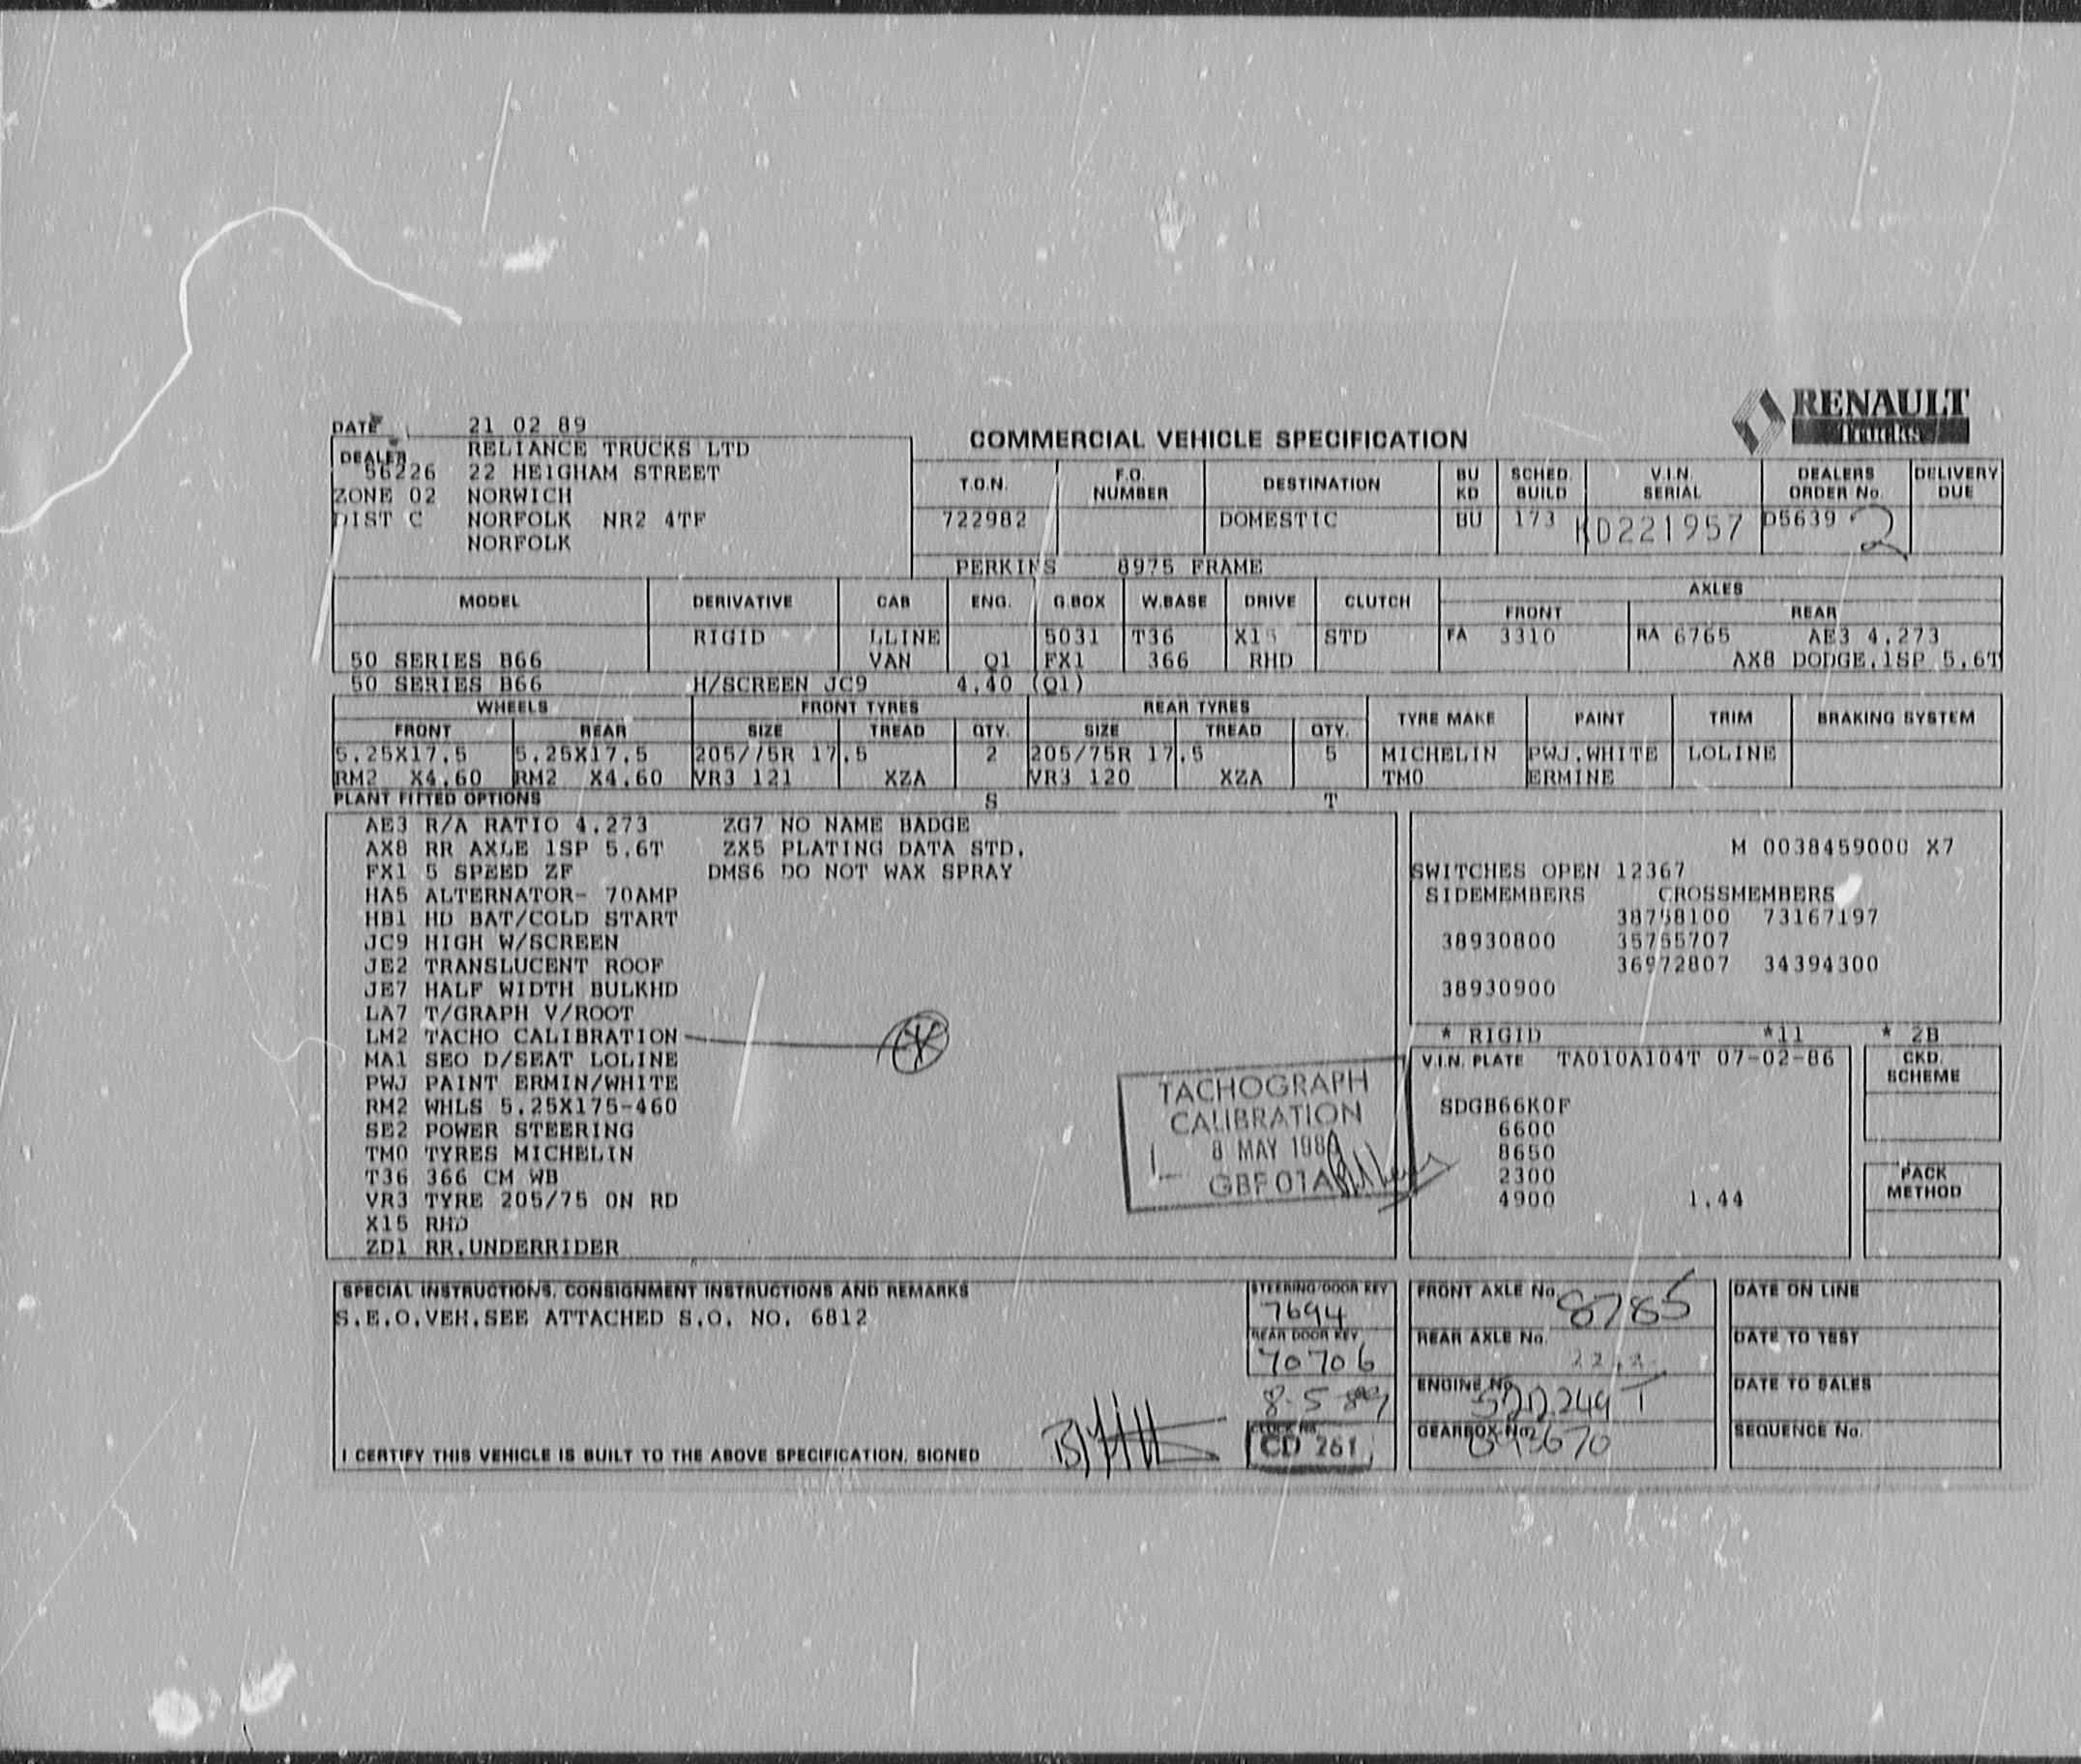 RENAULT
Trucks
DATE 21 02 89
DEALER RELIANCE TRUCKS LTD
56226 22 HEIGHAM STREET
ZONE 02 NORWICH
DIST C NORFOLK NR2 4TF
NORFOLK
COMMERCIAL VEHICLE SPECIFICATION
T.O.N. F.O. NUMBER DESTINATION BU KD SCHED. BUILD V.I.N. SERIAL DEALERS ORDER No. DELIVERY DUE
722982 DOMESTIC BU 173 KD221957 D5639 2
PERKINS 8975 FRAME
MODEL DERIVATIVE CAB ENG. G.BOX W.BASE DRIVE CLUTCH AXLES
FRONT REAR
RIGID LLINE 5031 T36 X15 STD FA 3310 RA 6765 AE3 4.273
50 SERIES B66 VAN Q1 FX1 366 RHD AX8 DODGE.1SP 5.6T
50 SERIES B66 H/SCREEN JC9 4.40 (Q1)
WHEELS FRONT TYRES REAR TYRES TYRE MAKE PAINT TRIM BRAKING SYSTEM
FRONT REAR SIZE TREAD QTY. SIZE TREAD QTY.
5.25X17.5 5.25X17.5 205/75R 17.5 2 205/75R 17.5 5 MICHELIN PWJ.WHITE LOLINE
RM2 X4.60 RM2 X4.60 VR3 121 XZA VR3 120 XZA TM0 ERMINE
PLANT FITTED OPTIONS S T
AE3 R/A RATIO 4.273 ZG7 NO NAME BADGE
AX8 RR AXLE 1SP 5.6T ZX5 PLATING DATA STD.
FX1 5 SPEED ZF DMS6 DO NOT WAX SPRAY
HA5 ALTERNATOR- 70AMP
HB1 HD BAT/COLD START
JC9 HIGH W/SCREEN
JE2 TRANSLUCENT ROOF
JE7 HALF WIDTH BULKHD
LA7 T/GRAPH V/ROOT
LM2 TACHO CALIBRATION
MA1 SEO D/SEAT LOLINE
PWJ PAINT ERMIN/WHITE
RM2 WHLS 5.25X175-460
SE2 POWER STEERING
TM0 TYRES MICHELIN
T36 366 CM WB
VR3 TYRE 205/75 ON RD
X15 RHD
ZD1 RR.UNDERRIDER
TACHOGRAPH
CALIBRATION
8 MAY 1989
GBF01A
M 0038459000 X7
SWITCHES OPEN 12367
SIDEMEMBERS CROSSMEMBERS
38758100 73167197
38930800 35755707
36972807 34394300
38930900
* RIGID *11 * 2B
V.I.N. PLATE TA010A104T 07-02-86
SDGB66K0F
6600
8650
2300
4900 1.44
CKD. SCHEME
PACK METHOD
SPECIAL INSTRUCTIONS, CONSIGNMENT INSTRUCTIONS AND REMARKS
S.E.O.VEH.SEE ATTACHED S.O. NO. 6812
I CERTIFY THIS VEHICLE IS BUILT TO THE ABOVE SPECIFICATION. SIGNED
STEERING/DOOR KEY
7694
REAR DOOR KEY
70706
8.5.89
CD 261
FRONT AXLE No. 8785
REAR AXLE No.
ENGINE No.
GEARBOX No.
DATE ON LINE
DATE TO TEST
DATE TO SALES
SEQUENCE No.